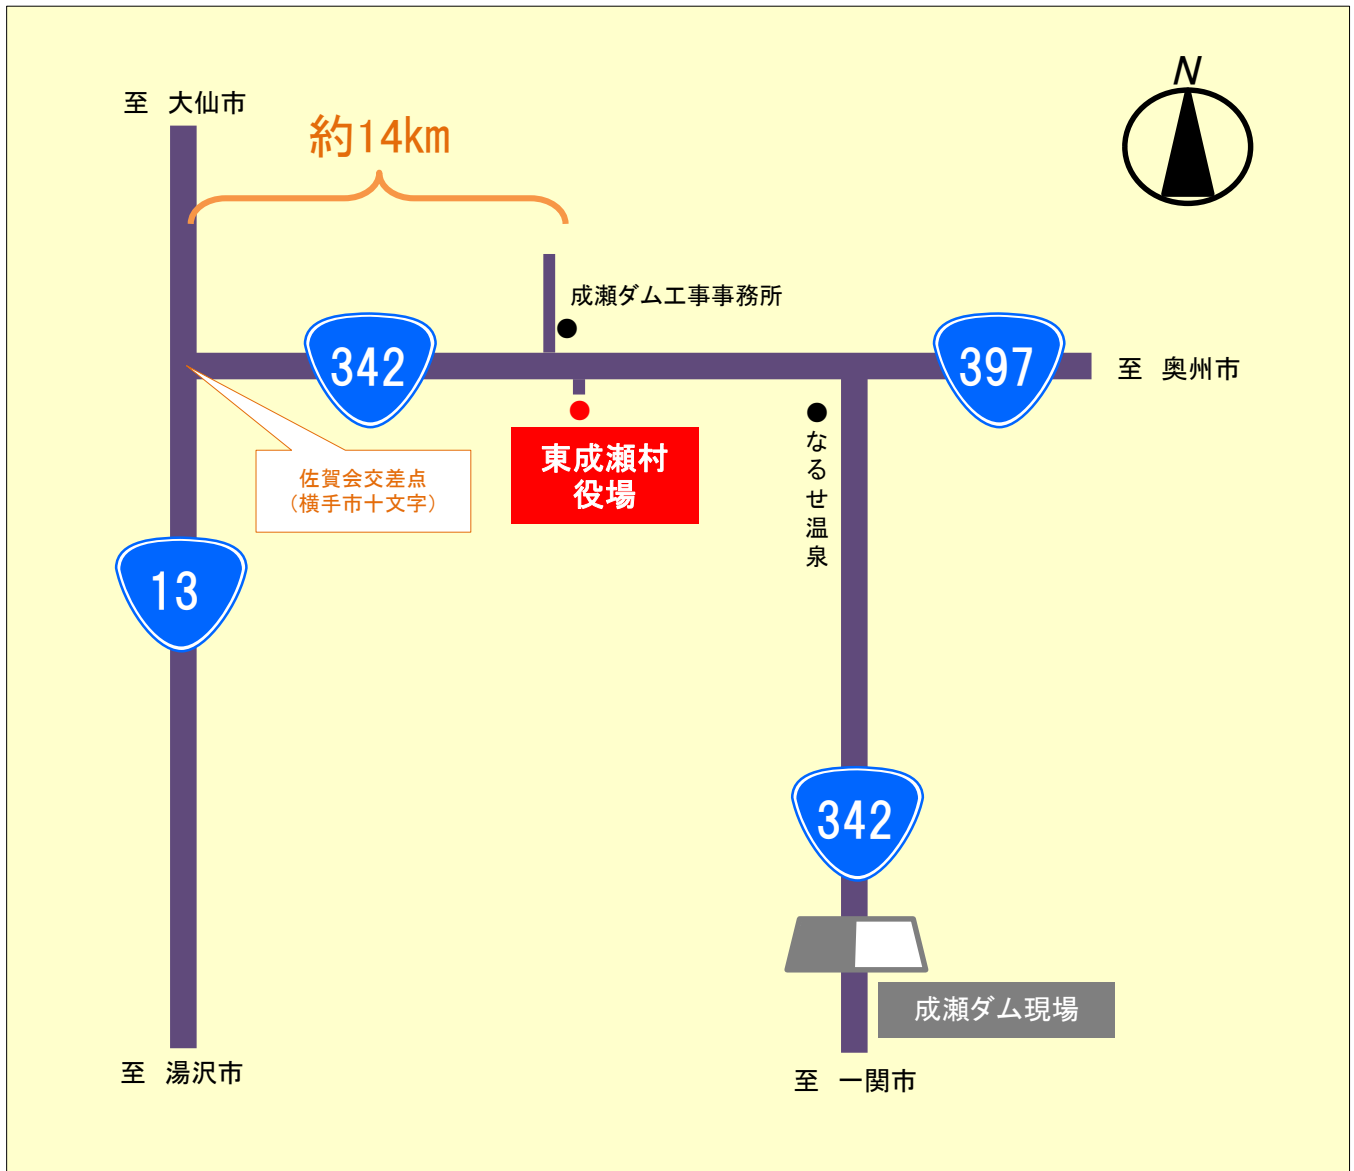 N
至 大仙市
約14km
成瀬ダム工事事務所
342
397
至 奥州市
なるせ温泉
東成瀬村
役場
佐賀会交差点
（横手市十文字）
13
342
成瀬ダム現場
至 湯沢市
至 一関市